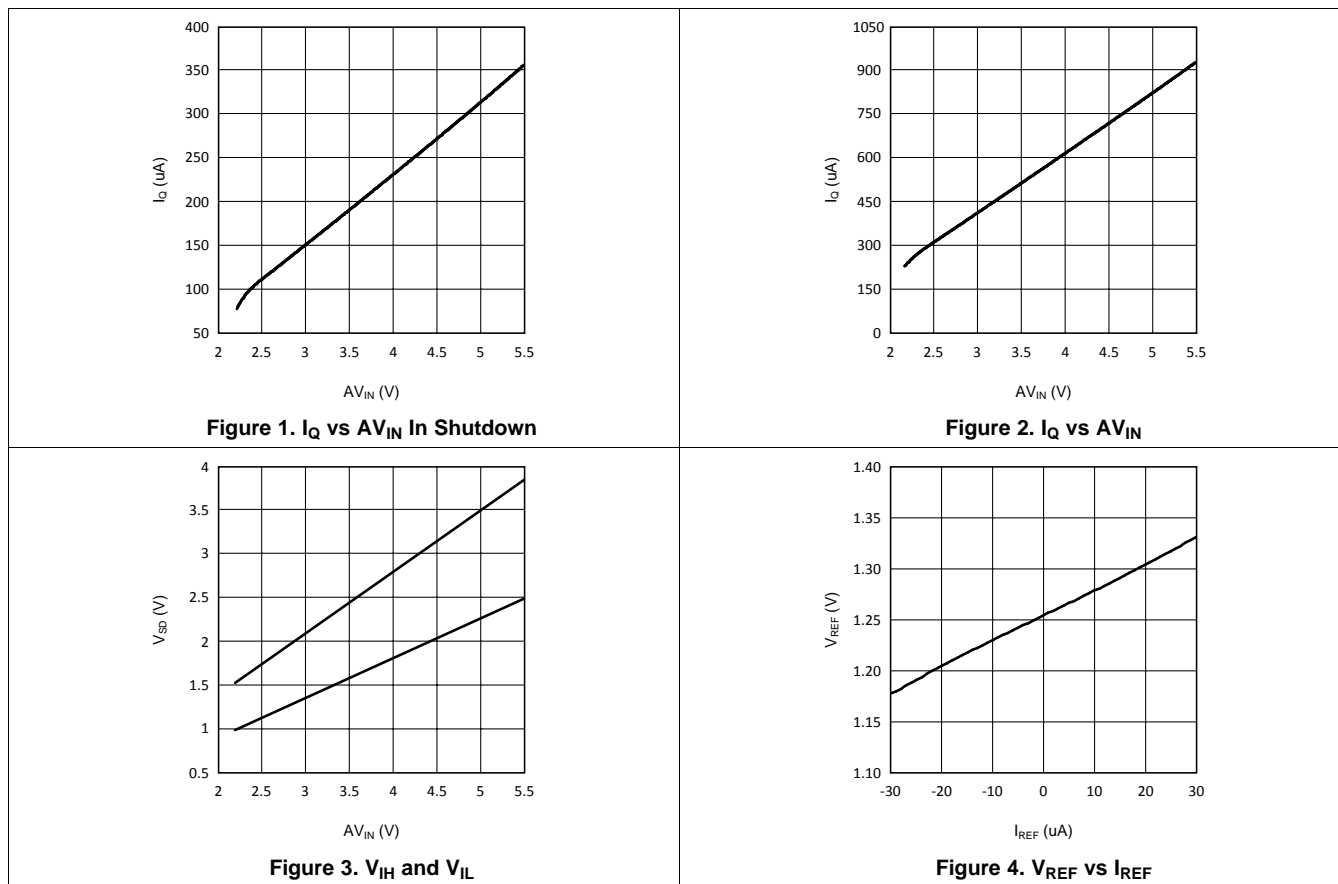 400
350
300
250
200
150
100
50
I_Q (uA)
2 2.5 3 3.5 4 4.5 5 5.5
AV_IN (V)
Figure 1. I_Q vs AV_IN In Shutdown
1050
900
750
600
450
300
150
0
I_Q (uA)
2 2.5 3 3.5 4 4.5 5 5.5
AV_IN (V)
Figure 2. I_Q vs AV_IN
4
3.5
3
2.5
2
1.5
1
0.5
V_SD (V)
2 2.5 3 3.5 4 4.5 5 5.5
AV_IN (V)
Figure 3. V_IH and V_IL
1.40
1.35
1.30
1.25
1.20
1.15
1.10
V_REF (V)
-30 -20 -10 0 10 20 30
I_REF (uA)
Figure 4. V_REF vs I_REF